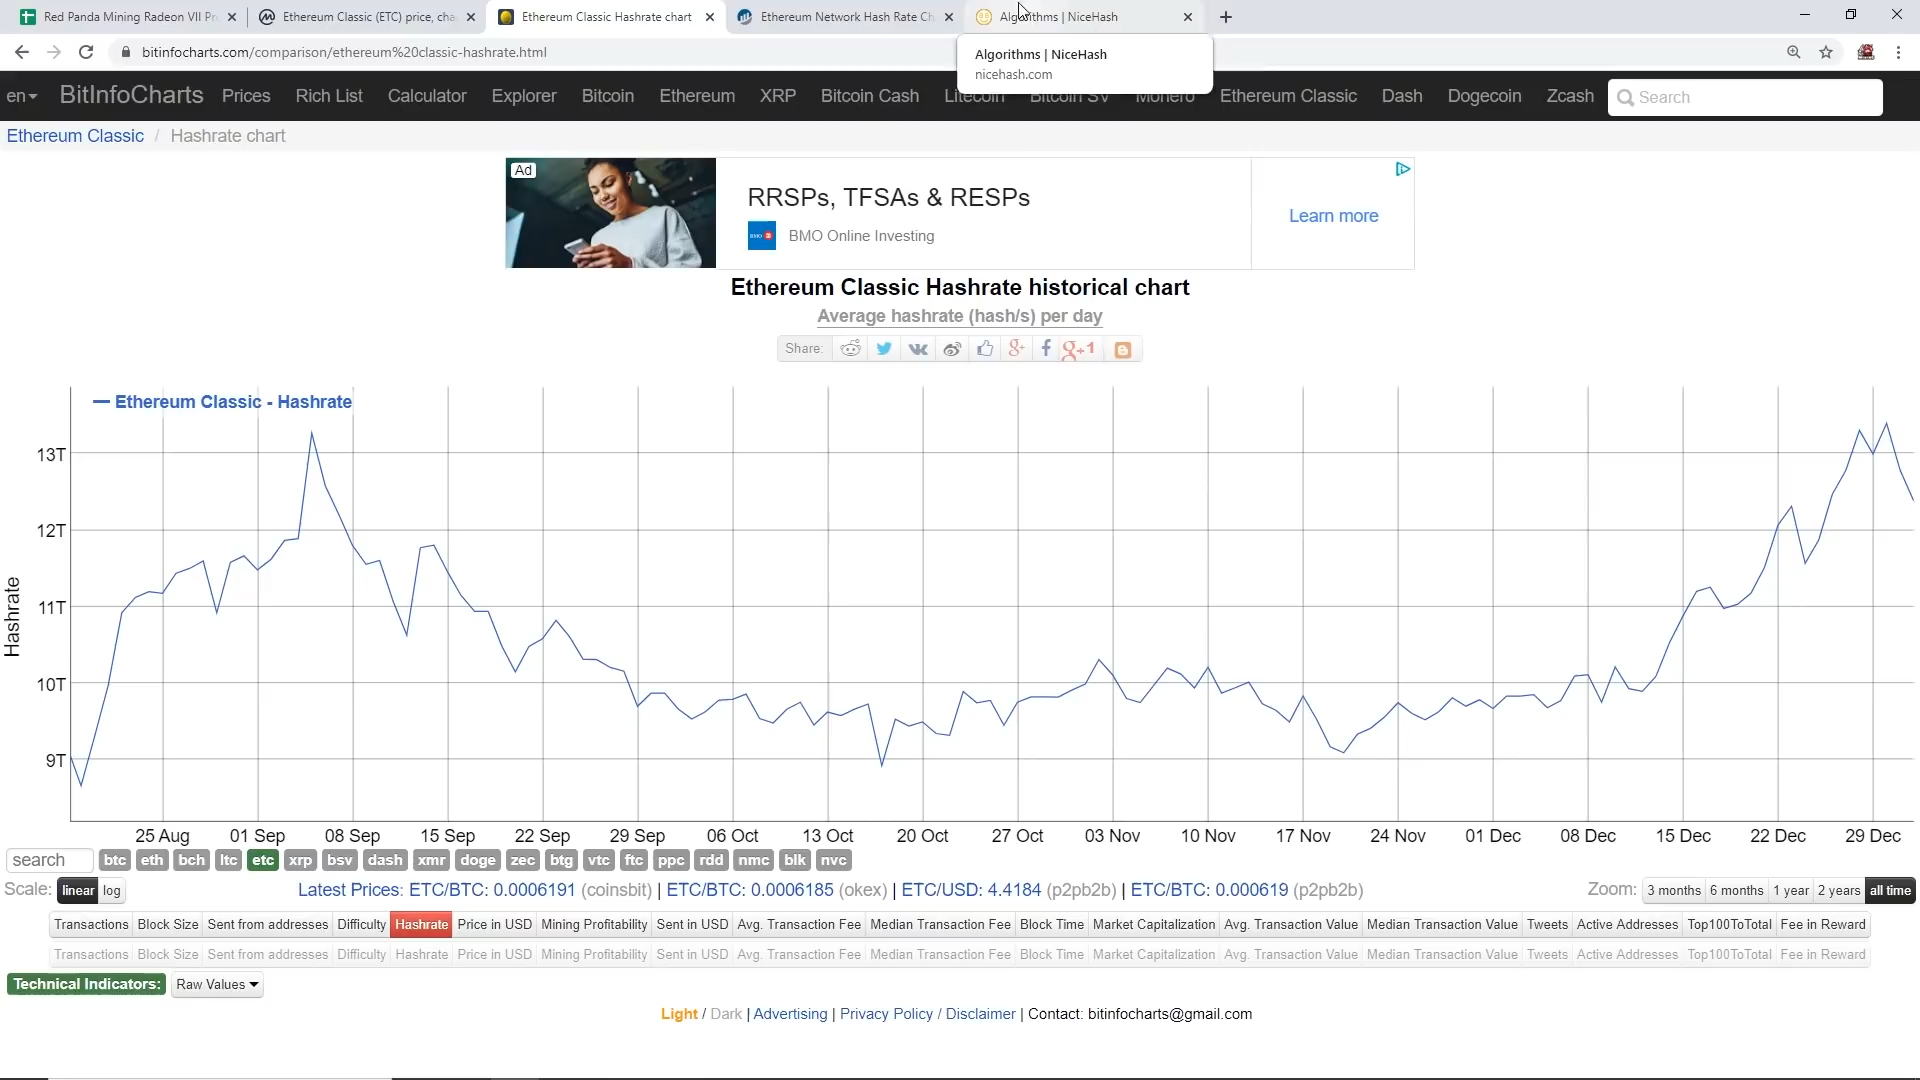 Red Panda Mining Radeon VII Pr
Ethereum Classic (ETC) price, cha
Ethereum Classic Hashrate chart
Ethereum Network Hash Rate Ch
Algorithms | NiceHash
bitinfocharts.com/comparison/ethereum%20classic-hashrate.html
Algorithms | NiceHash
nicehash.com
en
BitInfoCharts
Prices
Rich List
Calculator
Explorer
Bitcoin
Ethereum
XRP
Bitcoin Cash
Litecoin
Bitcoin SV
Monero
Ethereum Classic
Dash
Dogecoin
Zcash
Search
Ethereum Classic / Hashrate chart
Ad
RRSPs, TFSAs & RESPs
BMO Online Investing
Learn more
Ethereum Classic Hashrate historical chart
Average hashrate (hash/s) per day
Share:
g+
f
g+1
Ethereum Classic - Hashrate
Hashrate
13T
12T
11T
10T
9T
25 Aug 01 Sep 08 Sep 15 Sep 22 Sep 29 Sep 06 Oct 13 Oct 20 Oct 27 Oct 03 Nov 10 Nov 17 Nov 24 Nov 01 Dec 08 Dec 15 Dec 22 Dec 29 Dec
search btc eth bch ltc etc xrp bsv dash xmr doge zec btg vtc ftc ppc rdd nmc blk nvc
Scale: linear log
Latest Prices: ETC/BTC: 0.0006191 (coinsbit) | ETC/BTC: 0.0006185 (okex) | ETC/USD: 4.4184 (p2pb2b) | ETC/BTC: 0.000619 (p2pb2b)
Zoom: 3 months 6 months 1 year 2 years all time
Transactions Block Size Sent from addresses Difficulty Hashrate Price in USD Mining Profitability Sent in USD Avg. Transaction Fee Median Transaction Fee Block Time Market Capitalization Avg. Transaction Value Median Transaction Value Tweets Active Addresses Top100ToTotal Fee in Reward
Transactions Block Size Sent from addresses Difficulty Hashrate Price in USD Mining Profitability Sent in USD Avg. Transaction Fee Median Transaction Fee Block Time Market Capitalization Avg. Transaction Value Median Transaction Value Tweets Active Addresses Top100ToTotal Fee in Reward
Technical Indicators: Raw Values
Light / Dark | Advertising | Privacy Policy / Disclaimer | Contact: bitinfocharts@gmail.com